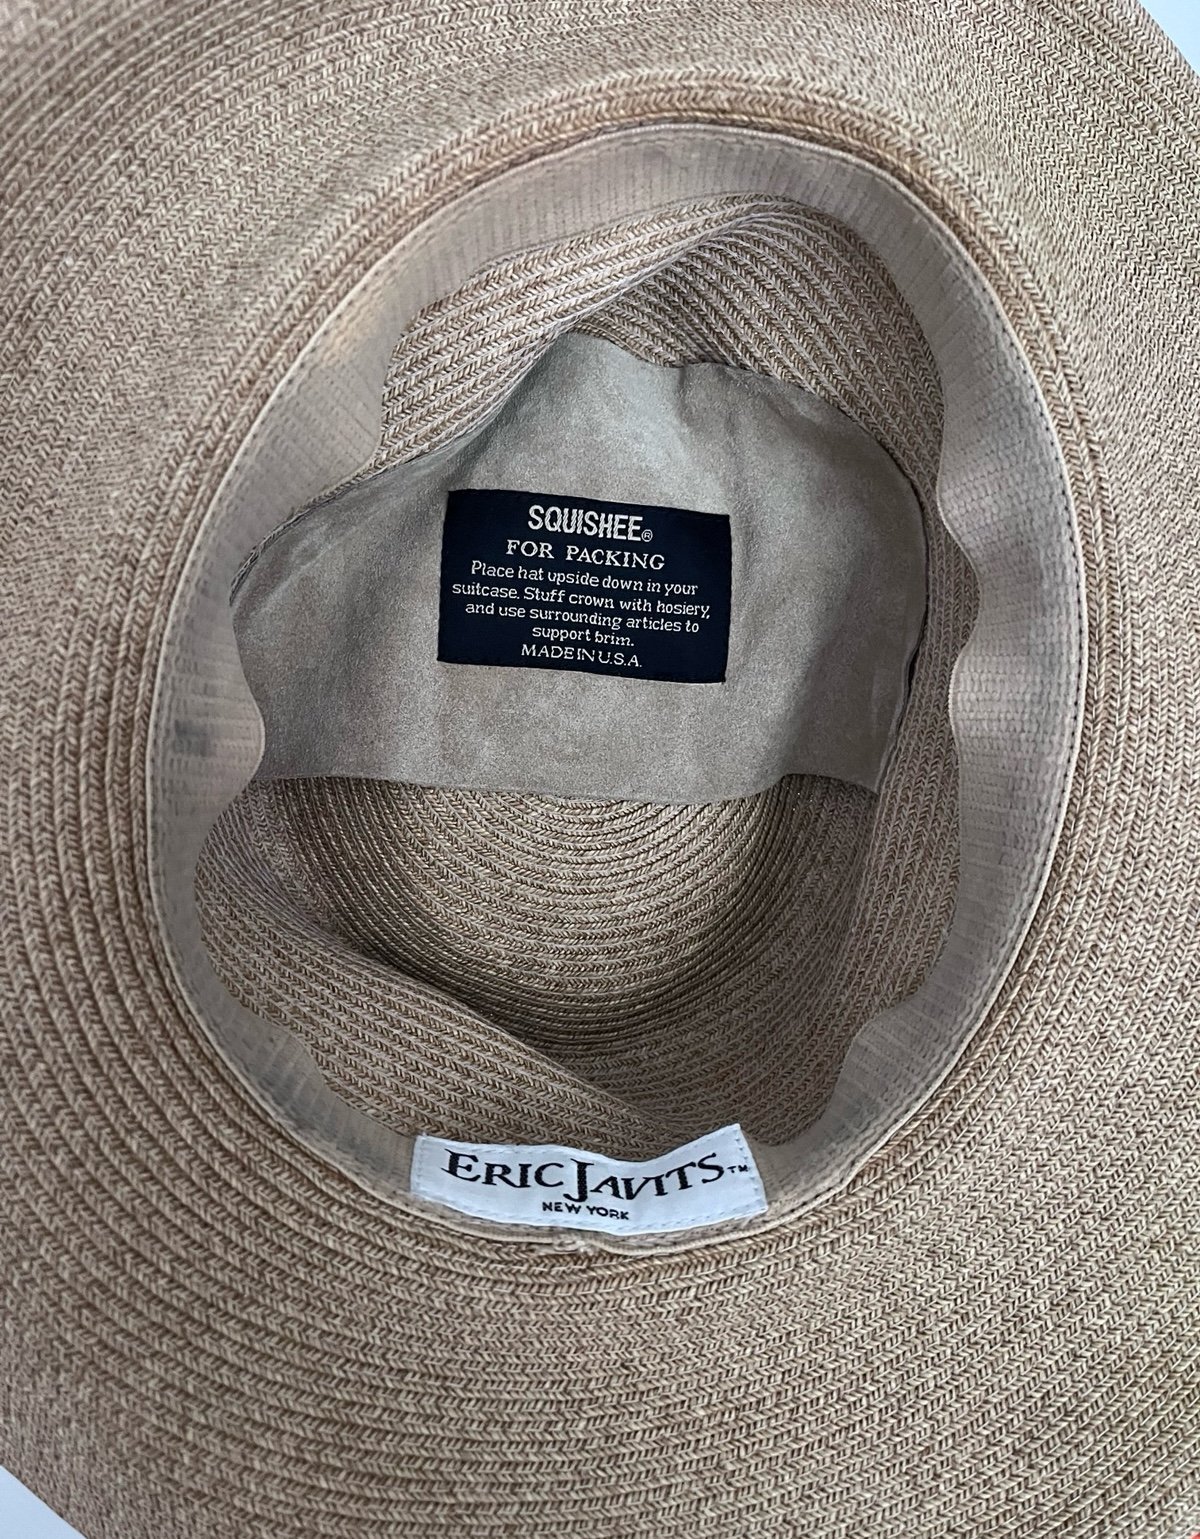 SQUISHEE®
FOR PACKING
Place hat upside down in your
suitcase. Stuff crown with hosiery,
and use surrounding articles to
support brim.
MADE IN U.S.A.
ERIC JAVITS™
NEW YORK